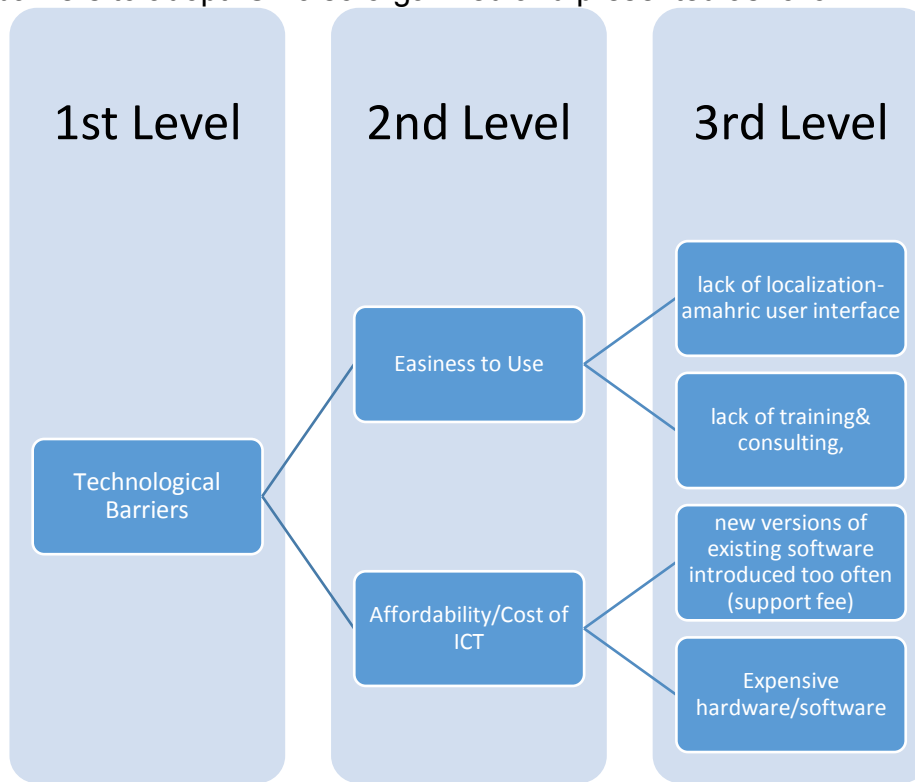 1st Level
2nd Level
3rd Level
lack of localization-
amahric user interface
Easiness to Use
lack of training&
consulting,
Technological
Barriers
new versions of
existing software
introduced too often
(support fee)
Affordability/Cost of
ICT
Expensive
hardware/software